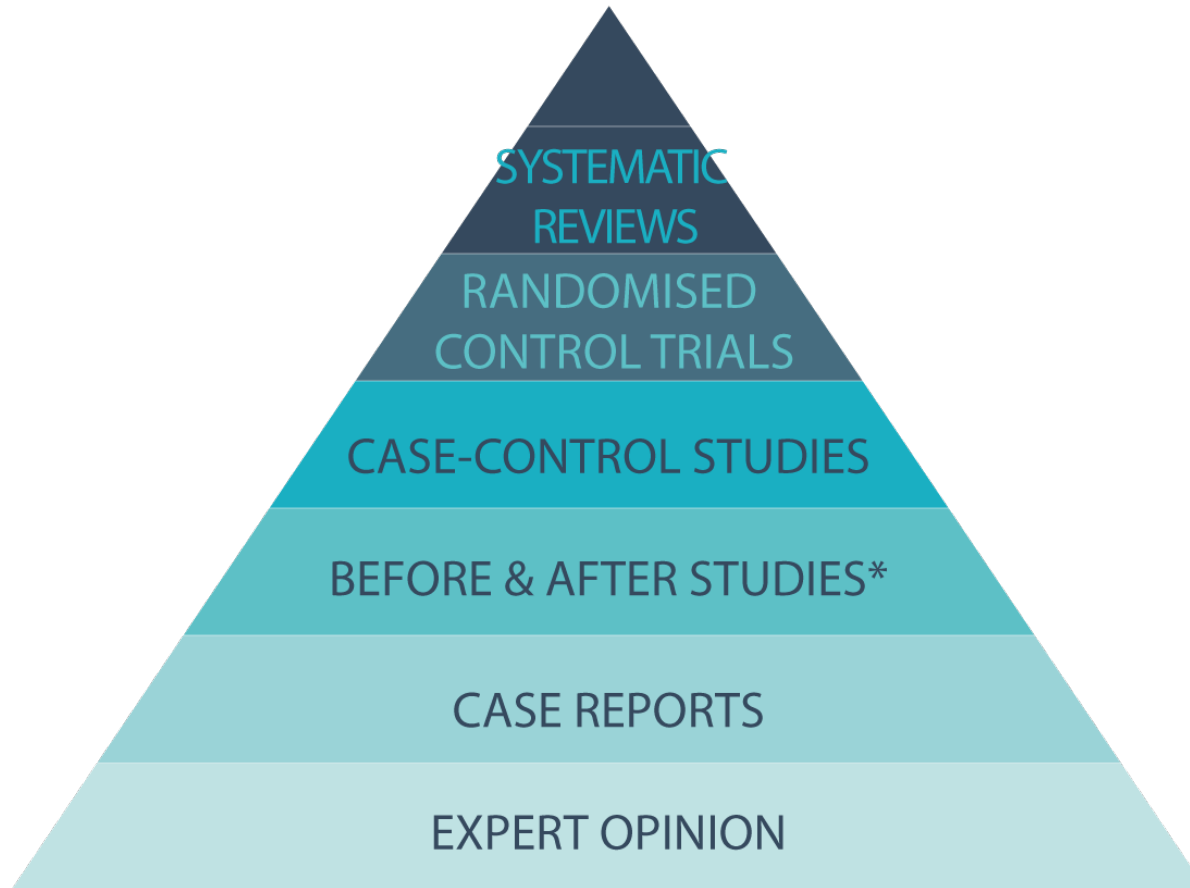 SYSTEMATIC
REVIEWS
RANDOMISED
CONTROL TRIALS
CASE-CONTROL STUDIES
BEFORE & AFTER STUDIES*
CASE REPORTS
EXPERT OPINION